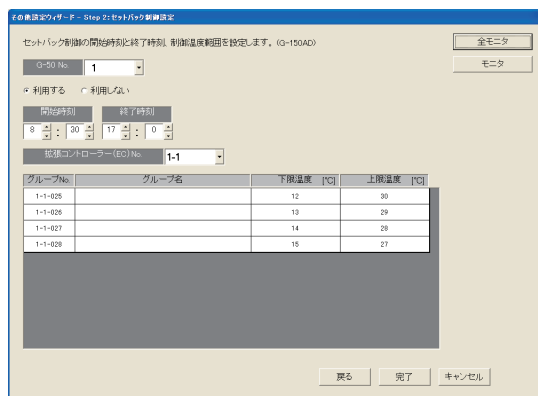 その他設定ウィザード - Step 2:セットバック制御設定
セットバック制御の開始時刻と終了時刻、制御温度範囲を設定します。(G-150AD)
全モニタ
モニタ
G-50 No. 1
利用する 利用しない
開始時刻 終了時刻
8 : 30 17 : 0
拡張コントローラー(EC)No. 1-1
グループNo. グループ名 下限温度 [℃] 上限温度 [℃]
1-1-025 12 30
1-1-026 13 29
1-1-027 14 28
1-1-028 15 27
戻る 完了 キャンセル